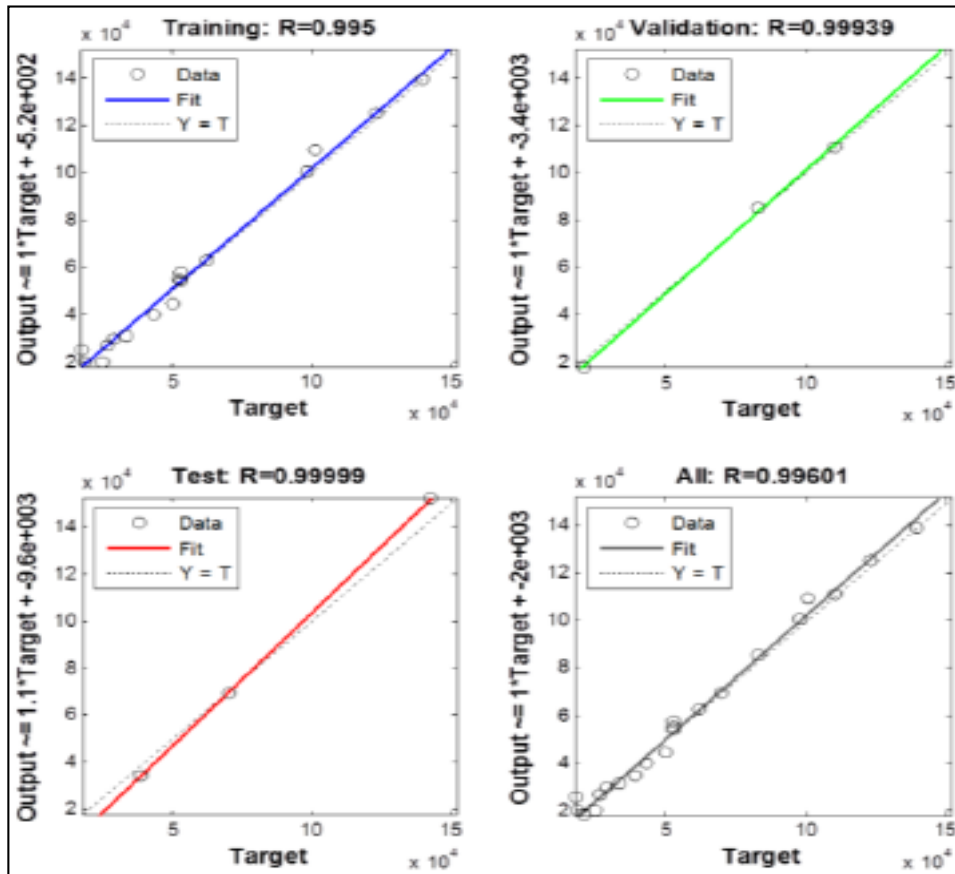 Training: R=0.995
x 10^4
Output ~= 1*Target + -5.2e+002
14
12
10
8
6
4
2
Data
Fit
Y = T
5
10
15
Target
x 10^4
Validation: R=0.99939
x 10^4
Output ~= 1*Target + -3.4e+003
14
12
10
8
6
4
2
Data
Fit
Y = T
5
10
15
Target
x 10^4
Test: R=0.99999
x 10^4
Output ~= 1.1*Target + -9.6e+003
14
12
10
8
6
4
2
Data
Fit
Y = T
5
10
15
Target
x 10^4
All: R=0.99601
x 10^4
Output ~= 1*Target + -2e+003
14
12
10
8
6
4
2
Data
Fit
Y = T
5
10
15
Target
x 10^4